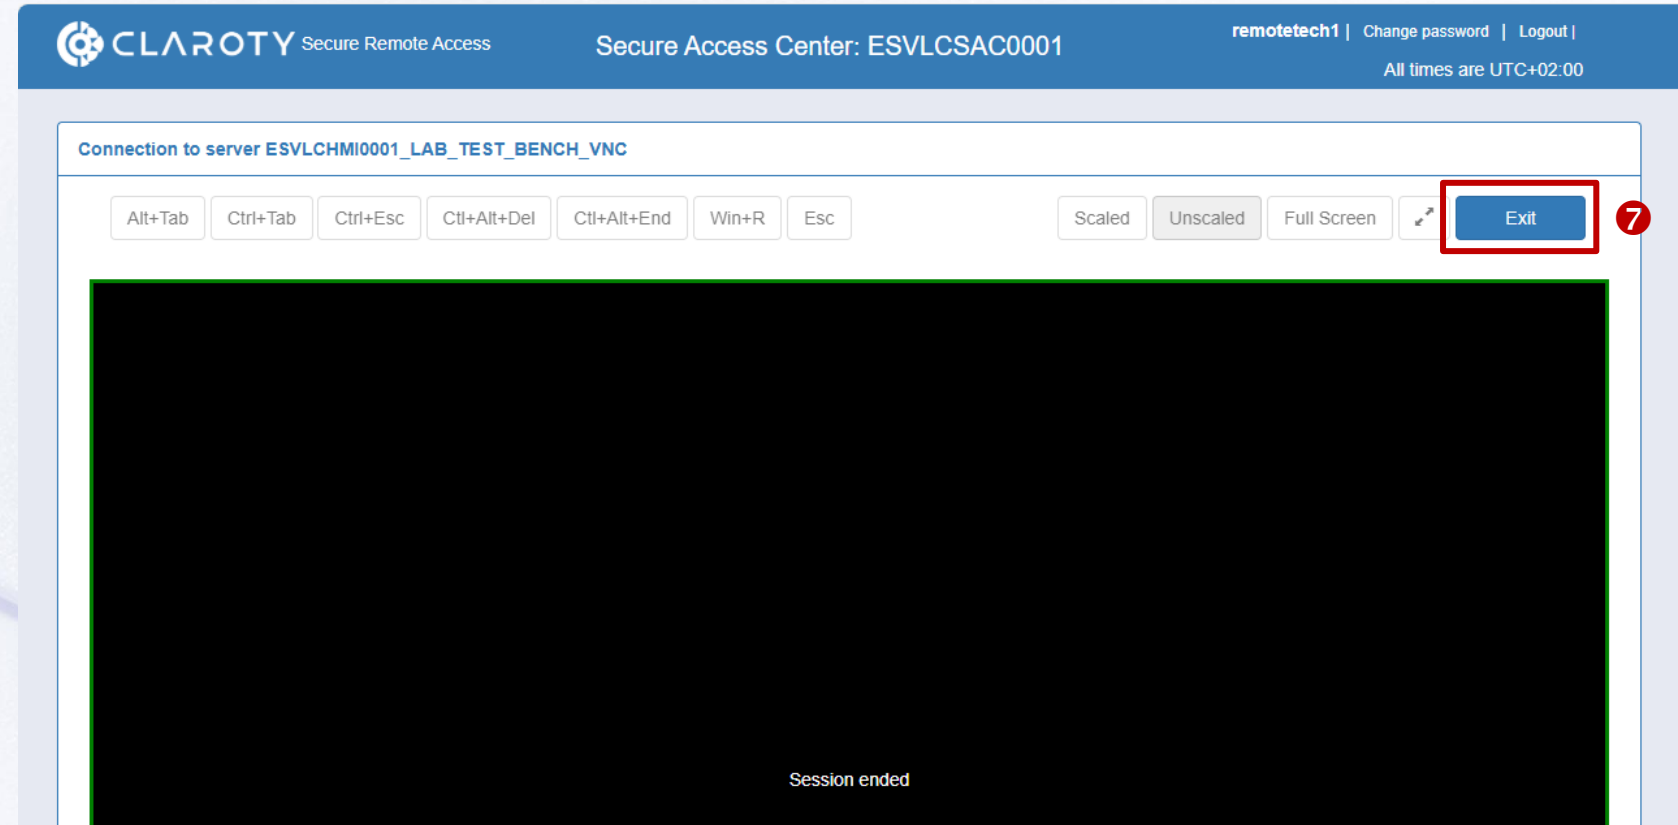 CLAROTY Secure Remote Access
Secure Access Center: ESVLCSAC0001
remotetech1 | Change password | Logout |
All times are UTC+02:00
Connection to server ESVLCHMI0001_LAB_TEST_BENCH_VNC
Alt+Tab Ctrl+Tab Ctrl+Esc Ctl+Alt+Del Ctl+Alt+End Win+R Esc Scaled Unscaled Full Screen Exit 7
Session ended